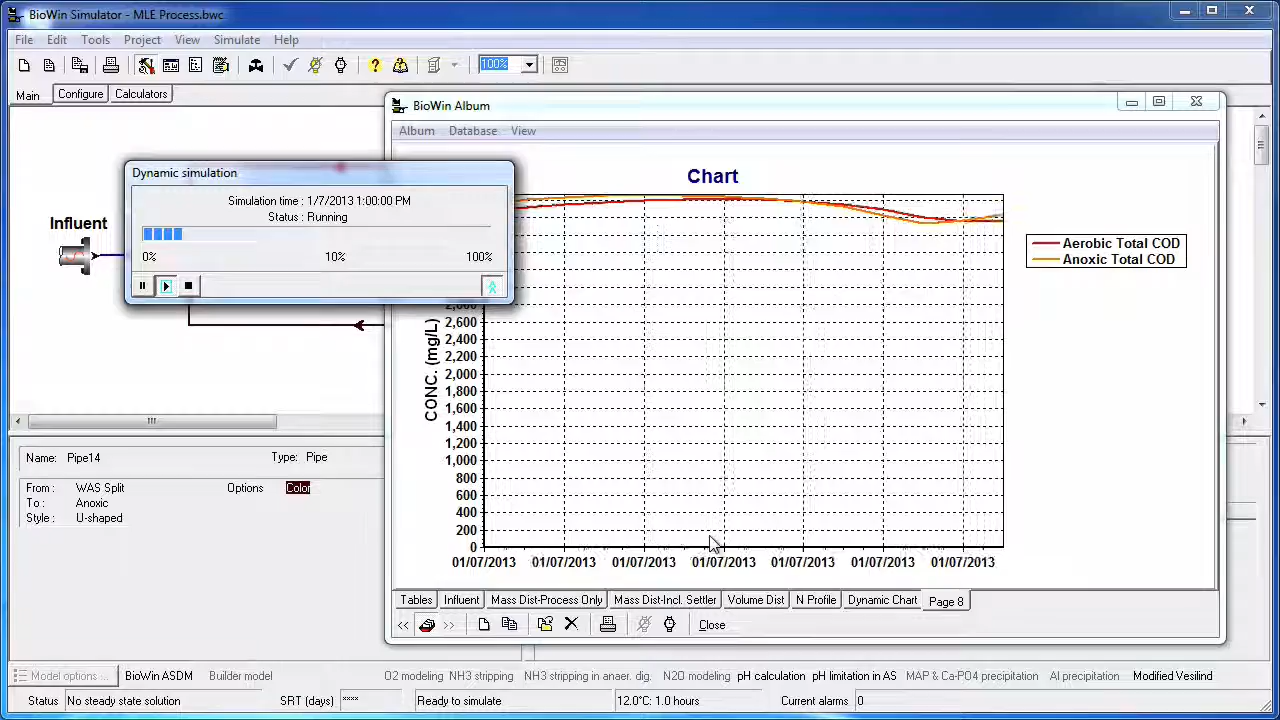 BioWin Simulator - MLE Process.bwc
File Edit Tools Project View Simulate Help
100%
Main Configure Calculators
BioWin Album
Album Database View
Dynamic simulation
Simulation time : 1/7/2013 1:00:00 PM
Status : Running
0% 10% 100%
Influent
Chart
Aerobic Total COD
Anoxic Total COD
CONC. (mg/L)
2,800
2,600
2,400
2,200
2,000
1,800
1,600
1,400
1,200
1,000
800
600
400
200
0
01/07/2013 01/07/2013 01/07/2013 01/07/2013 01/07/2013 01/07/2013 01/07/2013
Name: Pipe14 Type: Pipe
From : WAS Split Options Color
To : Anoxic
Style : U-shaped
Tables Influent Mass Dist-Process Only Mass Dist-Incl. Settler Volume Dist N Profile Dynamic Chart Page 8
<< >> Close
Model options ... BioWin ASDM Builder model O2 modeling NH3 stripping NH3 stripping in anaer. dig. N2O modeling pH calculation pH limitation in AS MAP & Ca-PO4 precipitation Al precipitation Modified Vesilind
Status No steady state solution SRT (days) **** Ready to simulate 12.0°C: 1.0 hours Current alarms 0